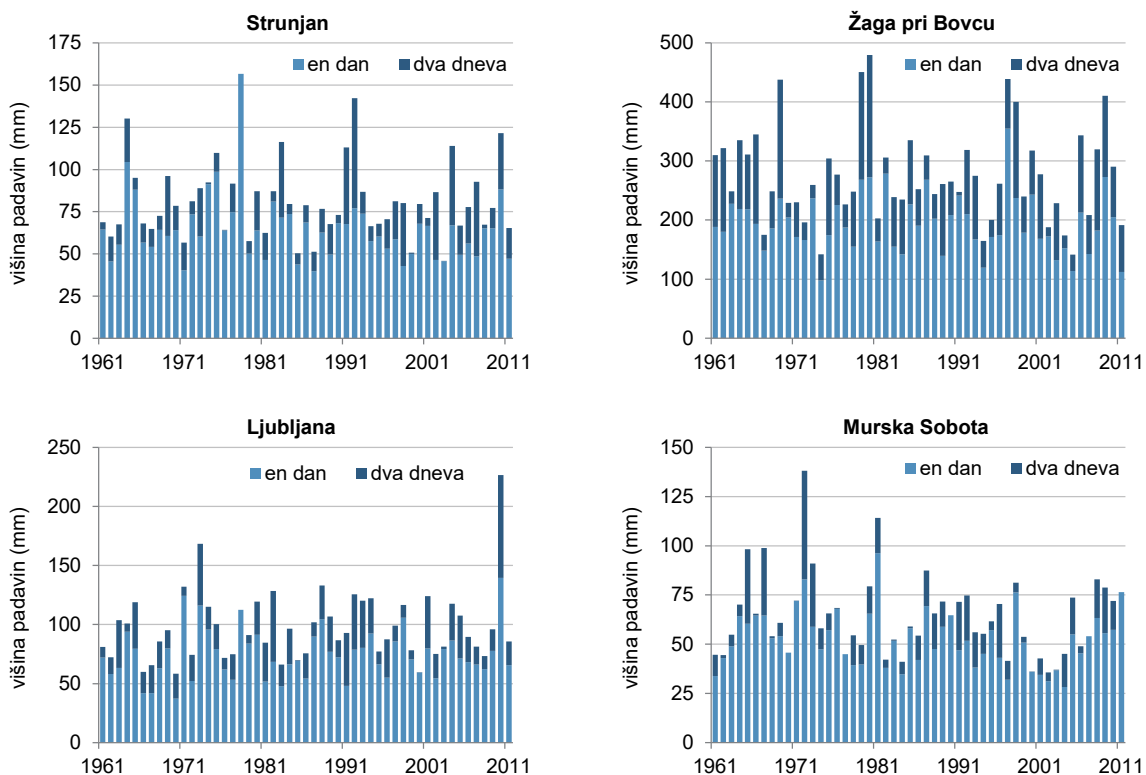 Strunjan
višina padavin (mm)
175
150
125
100
75
50
25
0
en dan
dva dneva
1961 1971 1981 1991 2001 2011
Žaga pri Bovcu
višina padavin (mm)
500
400
300
200
100
0
en dan
dva dneva
1961 1971 1981 1991 2001 2011
Ljubljana
višina padavin (mm)
250
200
150
100
50
0
en dan
dva dneva
1961 1971 1981 1991 2001 2011
Murska Sobota
višina padavin (mm)
150
125
100
75
50
25
0
en dan
dva dneva
1961 1971 1981 1991 2001 2011